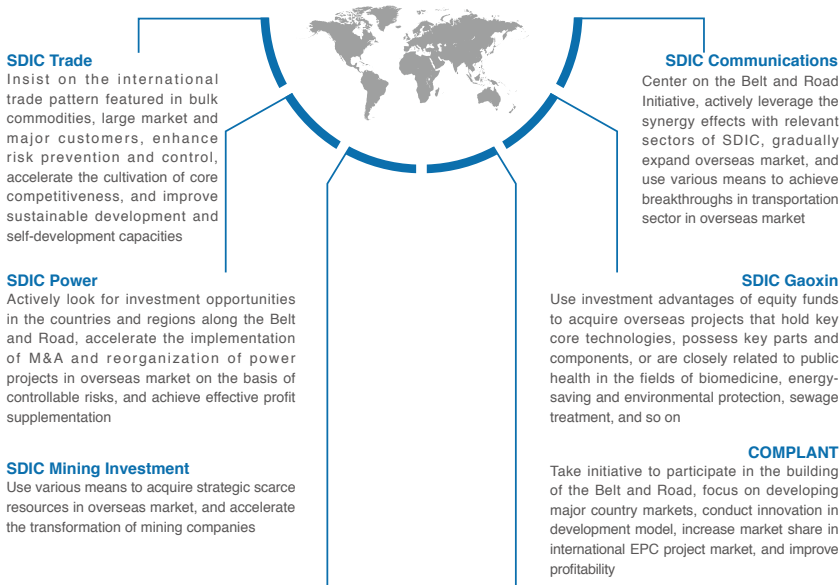 SDIC Trade
Insist on the international
trade pattern featured in bulk
commodities, large market and
major customers, enhance
risk prevention and control,
accelerate the cultivation of core
competitiveness, and improve
sustainable development and
self-development capacities
SDIC Power
Actively look for investment opportunities
in the countries and regions along the Belt
and Road, accelerate the implementation
of M&A and reorganization of power
projects in overseas market on the basis of
controllable risks, and achieve effective profit
supplementation
SDIC Mining Investment
Use various means to acquire strategic scarce
resources in overseas market, and accelerate
the transformation of mining companies
SDIC Communications
Center on the Belt and Road
Initiative, actively leverage the
synergy effects with relevant
sectors of SDIC, gradually
expand overseas market, and
use various means to achieve
breakthroughs in transportation
sector in overseas market
SDIC Gaoxin
Use investment advantages of equity funds
to acquire overseas projects that hold key
core technologies, possess key parts and
components, or are closely related to public
health in the fields of biomedicine, energy-
saving and environmental protection, sewage
treatment, and so on
COMPLANT
Take initiative to participate in the building
of the Belt and Road, focus on developing
major country markets, conduct innovation in
development model, increase market share in
international EPC project market, and improve
profitability